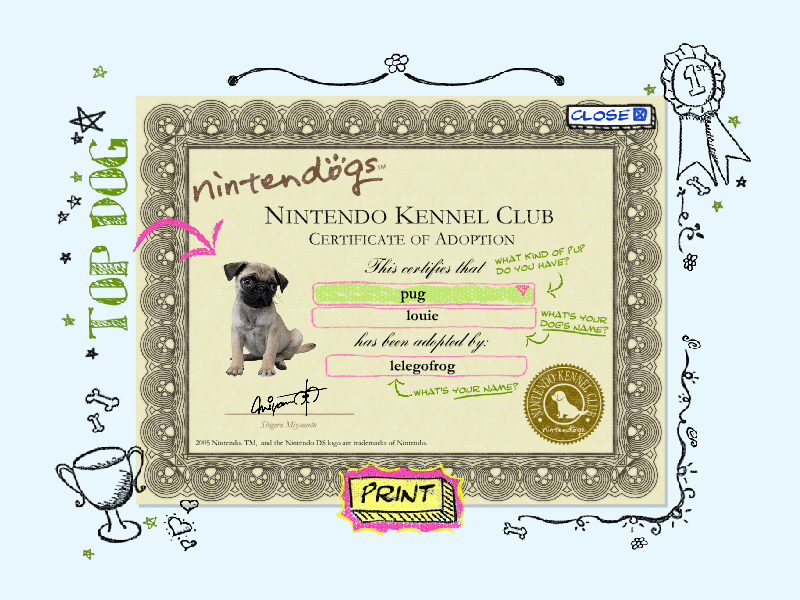 1ST
CLOSE
TOP DOG
nintendögs™
NINTENDO KENNEL CLUB
CERTIFICATE OF ADOPTION
This certifies that
WHAT KIND OF PUP
DO YOU HAVE?
pug
louie
WHAT'S YOUR
DOG'S NAME?
has been adopted by:
lelegofrog
WHAT'S YOUR NAME?
Shigeru Miyamoto
NINTENDO KENNEL CLUB
nintendogs
2005 Nintendo. TM, and the Nintendo DS logo are trademarks of Nintendo.
PRINT